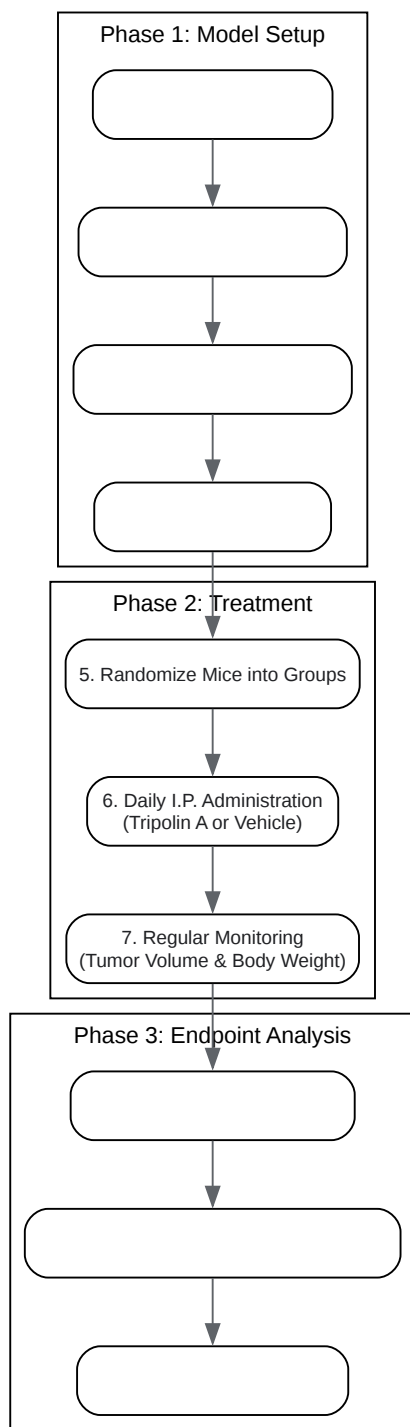 Phase 1: Model Setup
Phase 2: Treatment
5. Randomize Mice into Groups
6. Daily I.P. Administration
(Tripolin A or Vehicle)
7. Regular Monitoring
(Tumor Volume & Body Weight)
Phase 3: Endpoint Analysis